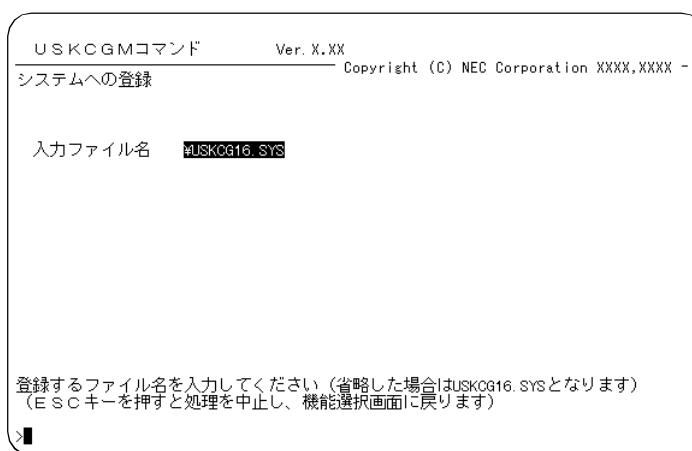 ＵＳＫＣＧＭコマンド Ver. X.XX
Copyright (C) NEC Corporation XXXX,XXXX -
システムへの登録
入力ファイル名 ¥USKCG16.SYS
登録するファイル名を入力してください（省略した場合はUSKCG16.SYSとなります）
（ＥＳＣキーを押すと処理を中止し、機能選択画面に戻ります）
>